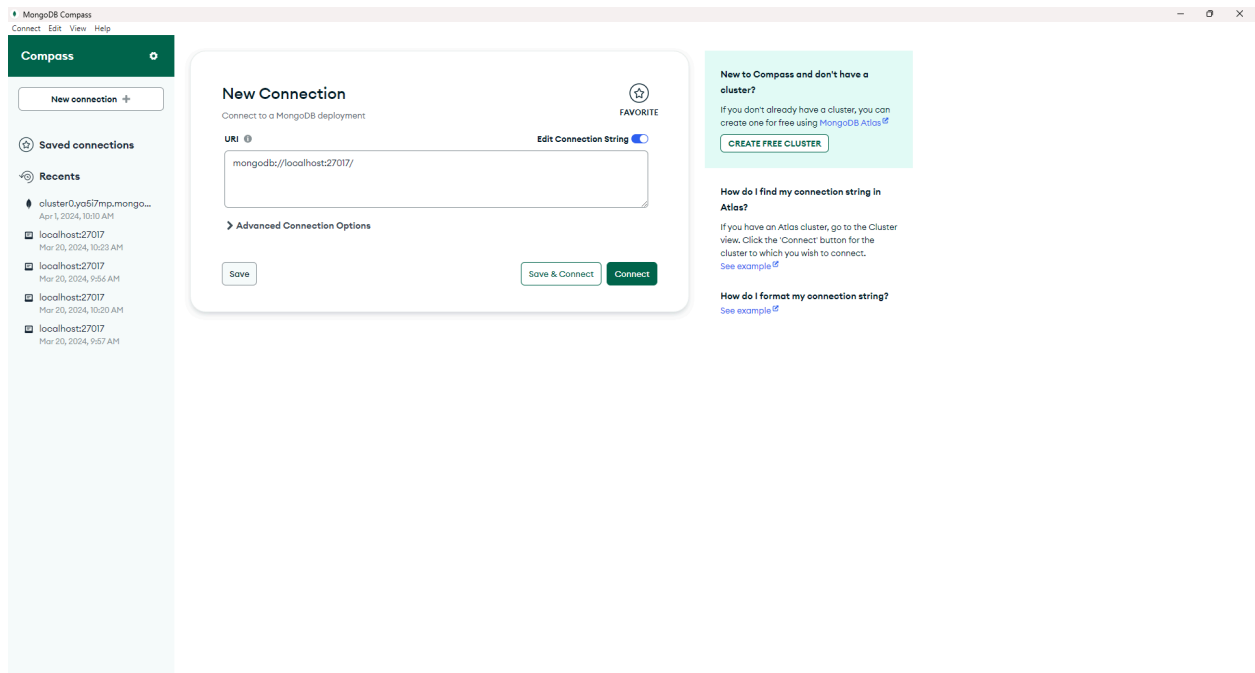 MongoDB Compass
Connect Edit View Help
Compass
New connection +
Saved connections
Recents
cluster0.ya5i7mp.mongo...
Apr 1, 2024, 10:10 AM
localhost:27017
Mar 20, 2024, 10:23 AM
localhost:27017
Mar 20, 2024, 9:56 AM
localhost:27017
Mar 20, 2024, 10:20 AM
localhost:27017
Mar 20, 2024, 9:57 AM
New Connection
Connect to a MongoDB deployment
FAVORITE
URI
Edit Connection String
mongodb://localhost:27017/
Advanced Connection Options
Save
Save & Connect
Connect
New to Compass and don't have a
cluster?
If you don't already have a cluster, you can
create one for free using MongoDB Atlas
CREATE FREE CLUSTER
How do I find my connection string in
Atlas?
If you have an Atlas cluster, go to the Cluster
view. Click the 'Connect' button for the
cluster to which you wish to connect.
See example
How do I format my connection string?
See example